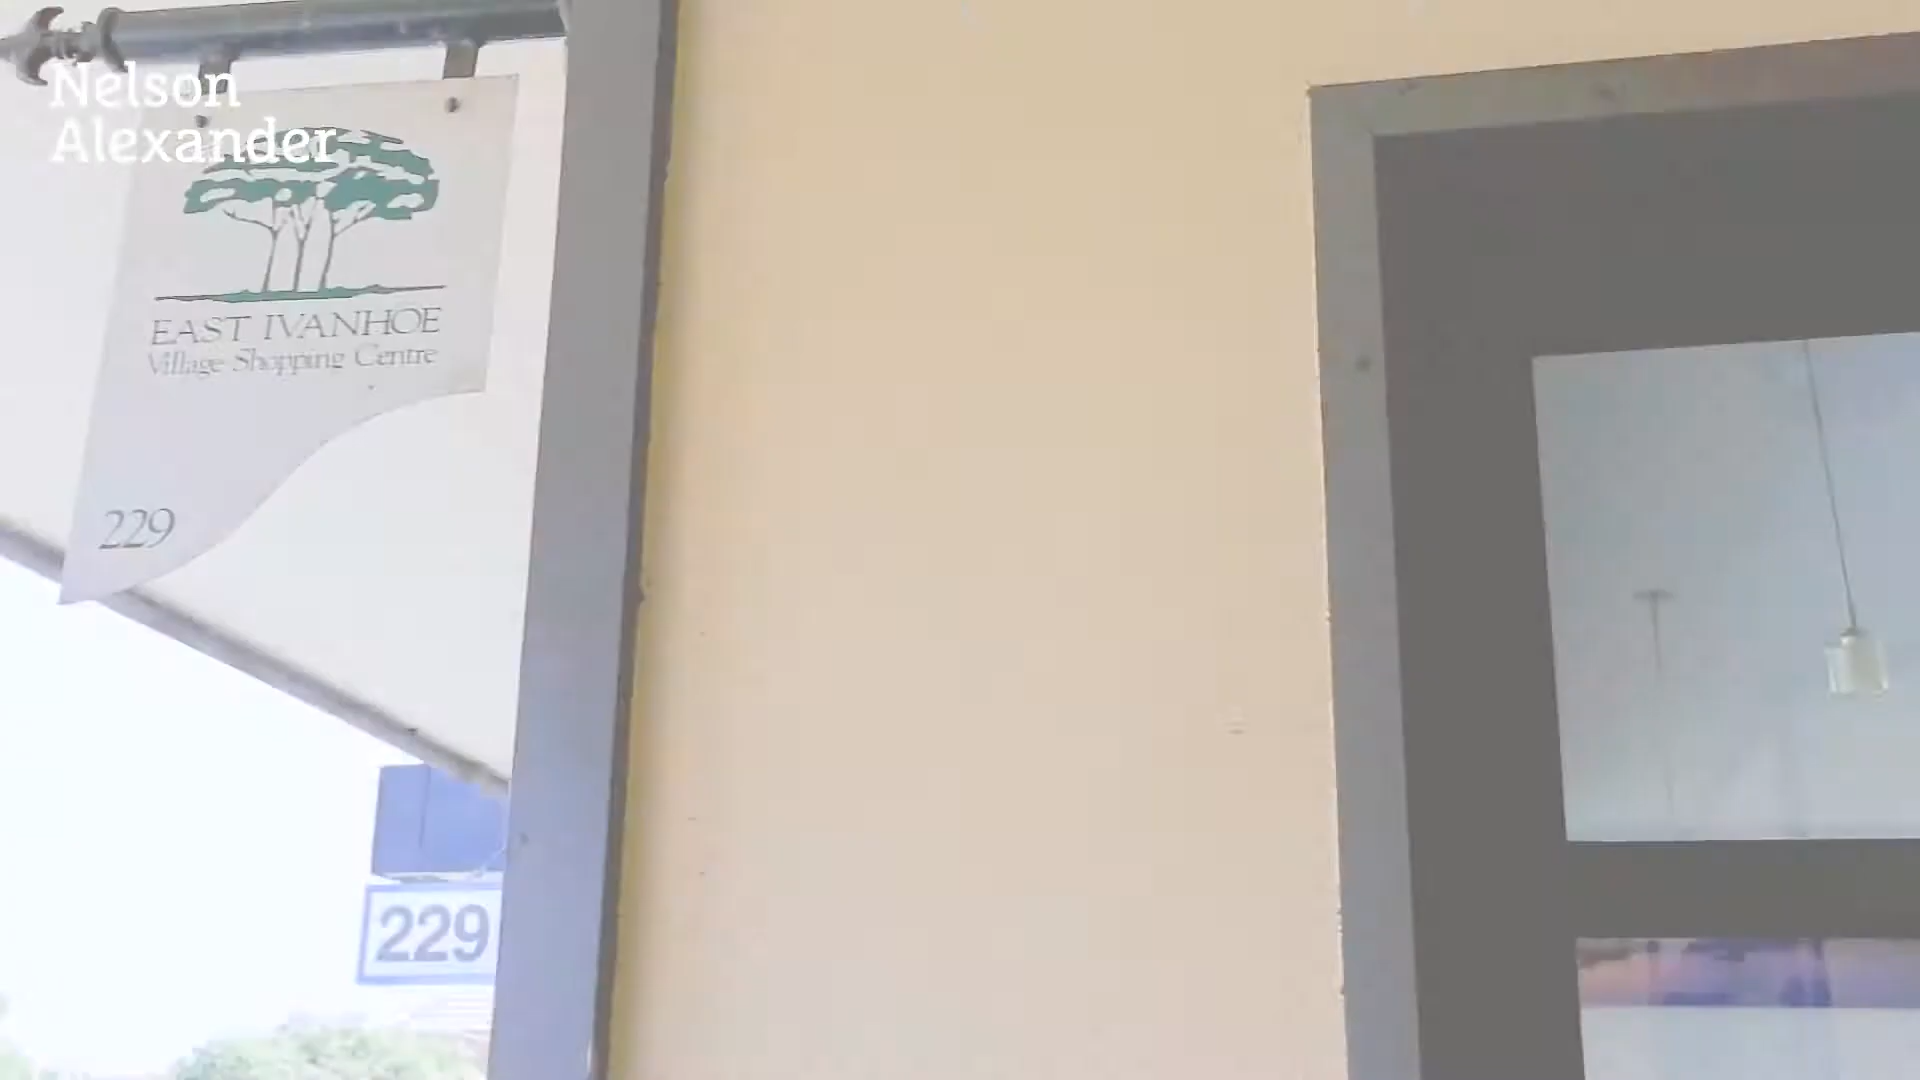 Nelson
Alexander
EAST IVANHOE
Village Shopping Centre
229
229